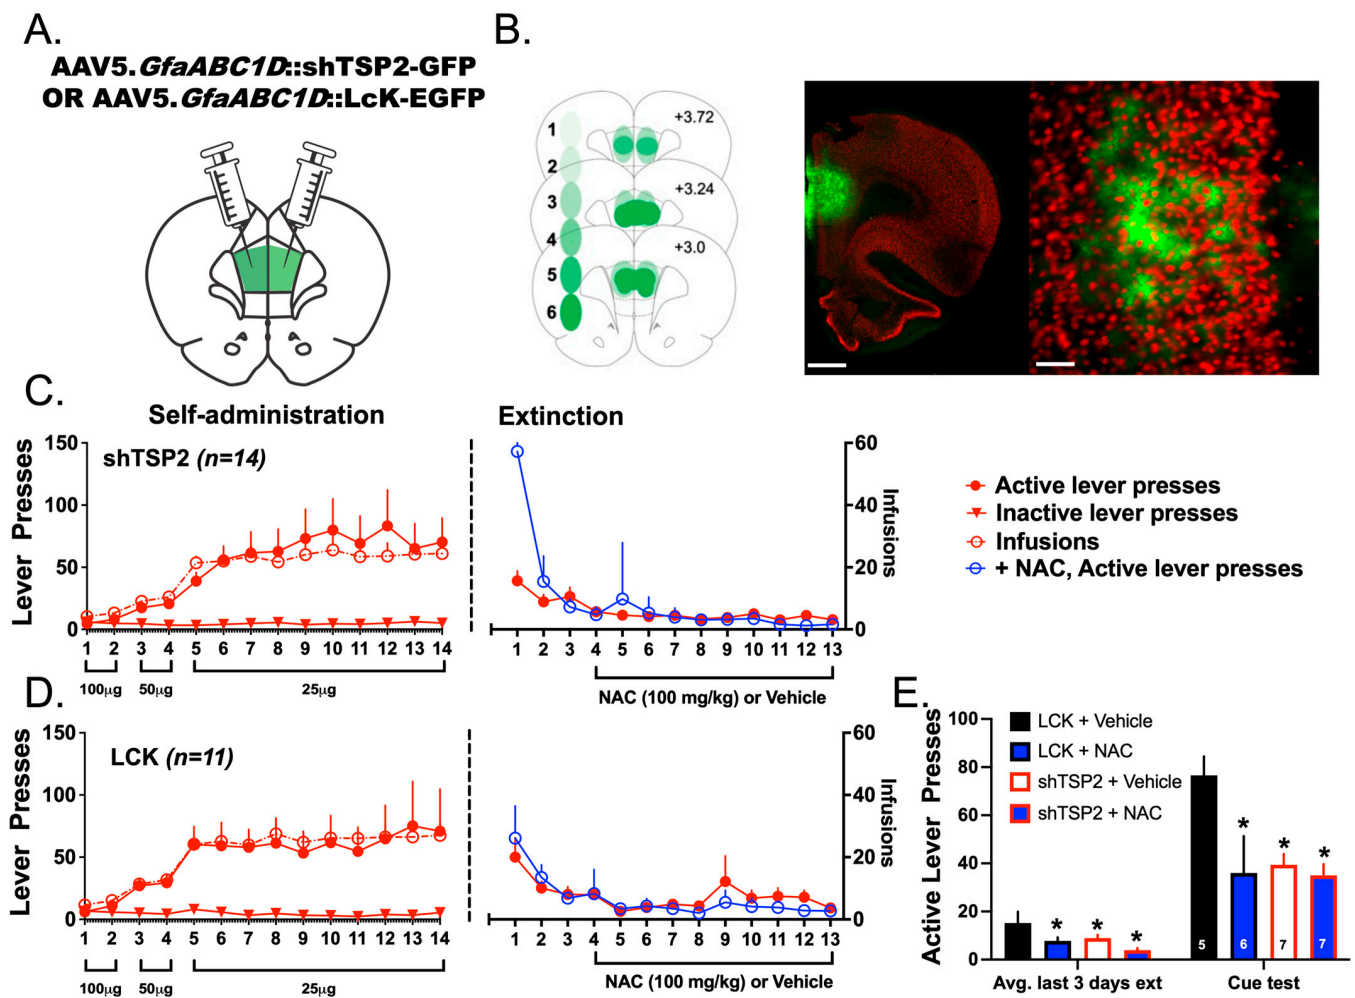 A.
AAV5.GfaABC1D::shTSP2-GFP
OR AAV5.GfaABC1D::LcK-EGFP
B.
1
2
3
4
5
6
+3.72
+3.24
+3.0
C.
Self-administration
Extinction
shTSP2 (n=14)
Lever Presses
150
100
50
0
1 2 3 4 5 6 7 8 9 10 11 12 13 14
100µg
50µg
25µg
60
40
20
0
Infusions
1 2 3 4 5 6 7 8 9 10 11 12 13
NAC (100 mg/kg) or Vehicle
Active lever presses
Inactive lever presses
Infusions
+ NAC, Active lever presses
D.
LCK (n=11)
Lever Presses
150
100
50
0
1 2 3 4 5 6 7 8 9 10 11 12 13 14
100µg
50µg
25µg
60
40
20
0
Infusions
1 2 3 4 5 6 7 8 9 10 11 12 13
NAC (100 mg/kg) or Vehicle
E.
Active Lever Presses
100
80
60
40
20
0
LCK + Vehicle
LCK + NAC
shTSP2 + Vehicle
shTSP2 + NAC
* * *
* * *
5 6 7 7
Avg. last 3 days ext
Cue test